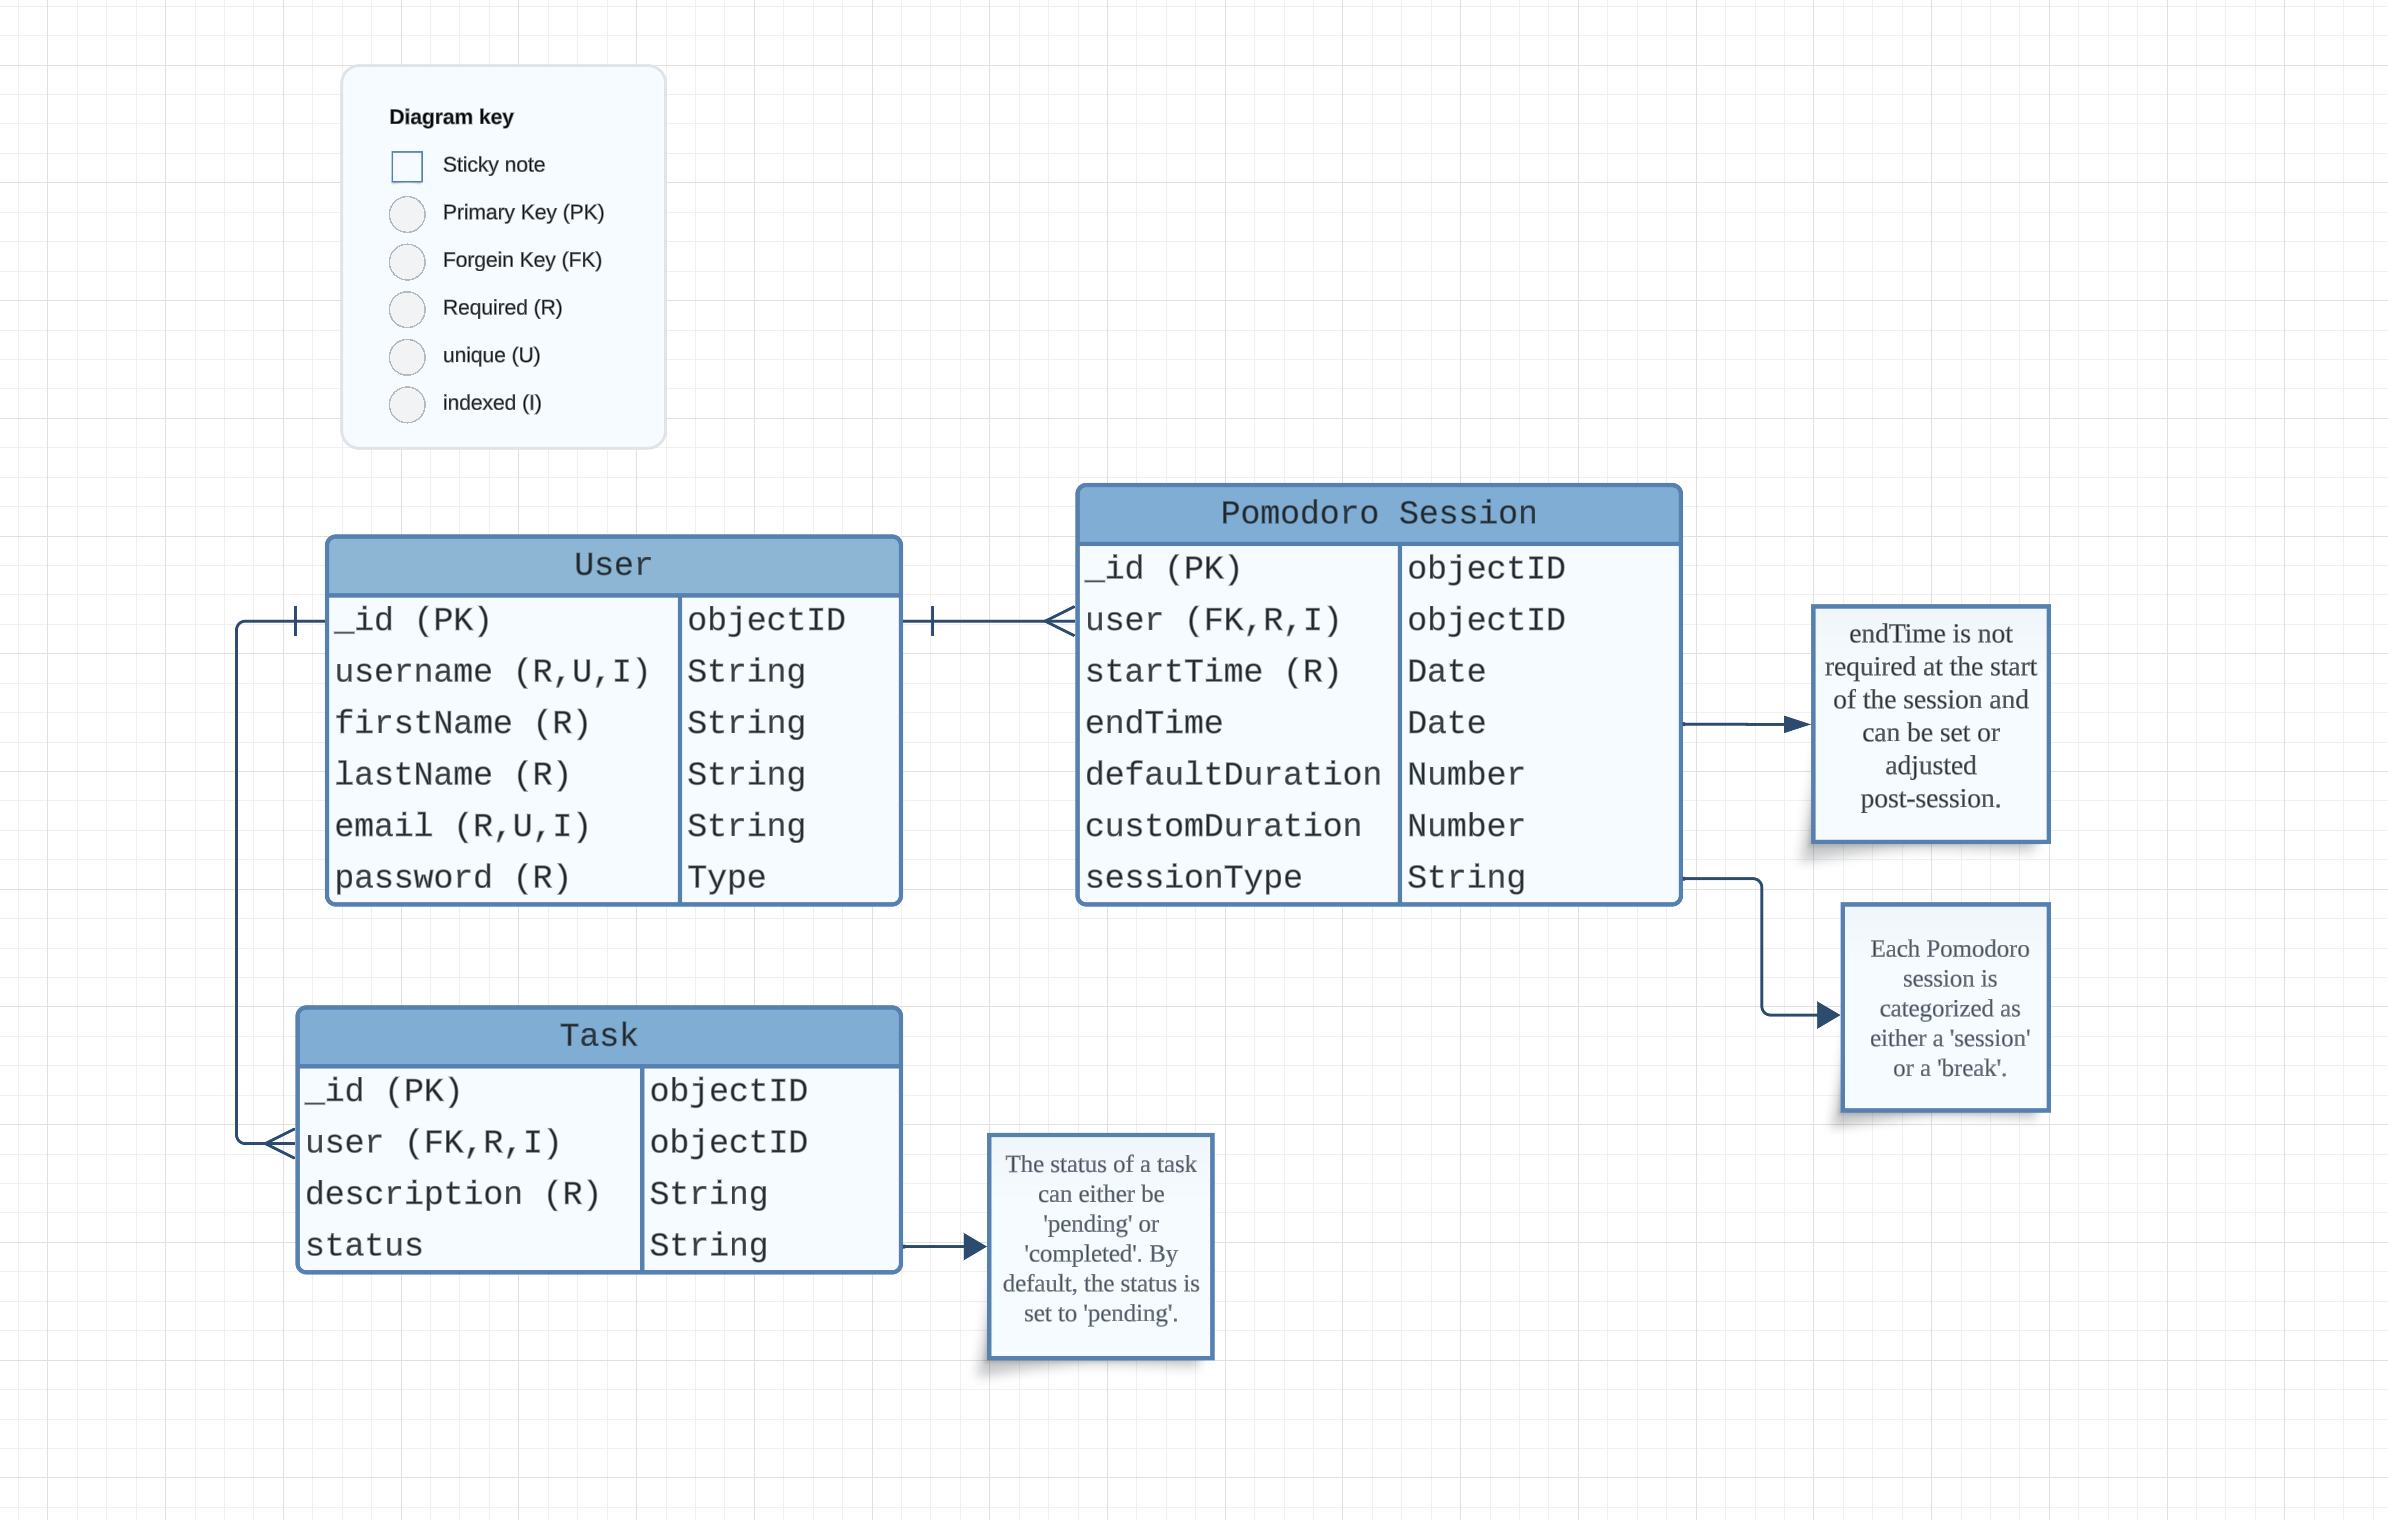 Diagram key
Sticky note
Primary Key (PK)
Forgein Key (FK)
Required (R)
unique (U)
indexed (I)
User
_id (PK) objectID
username (R,U,I) String
firstName (R) String
lastName (R) String
email (R,U,I) String
password (R) Type
Pomodoro Session
_id (PK) objectID
user (FK,R,I) objectID
startTime (R) Date
endTime Date
defaultDuration Number
customDuration Number
sessionType String
endTime is not
required at the start
of the session and
can be set or
adjusted
post-session.
Each Pomodoro
session is
categorized as
either a 'session'
or a 'break'.
Task
_id (PK) objectID
user (FK,R,I) objectID
description (R) String
status String
The status of a task
can either be
'pending' or
'completed'. By
default, the status is
set to 'pending'.